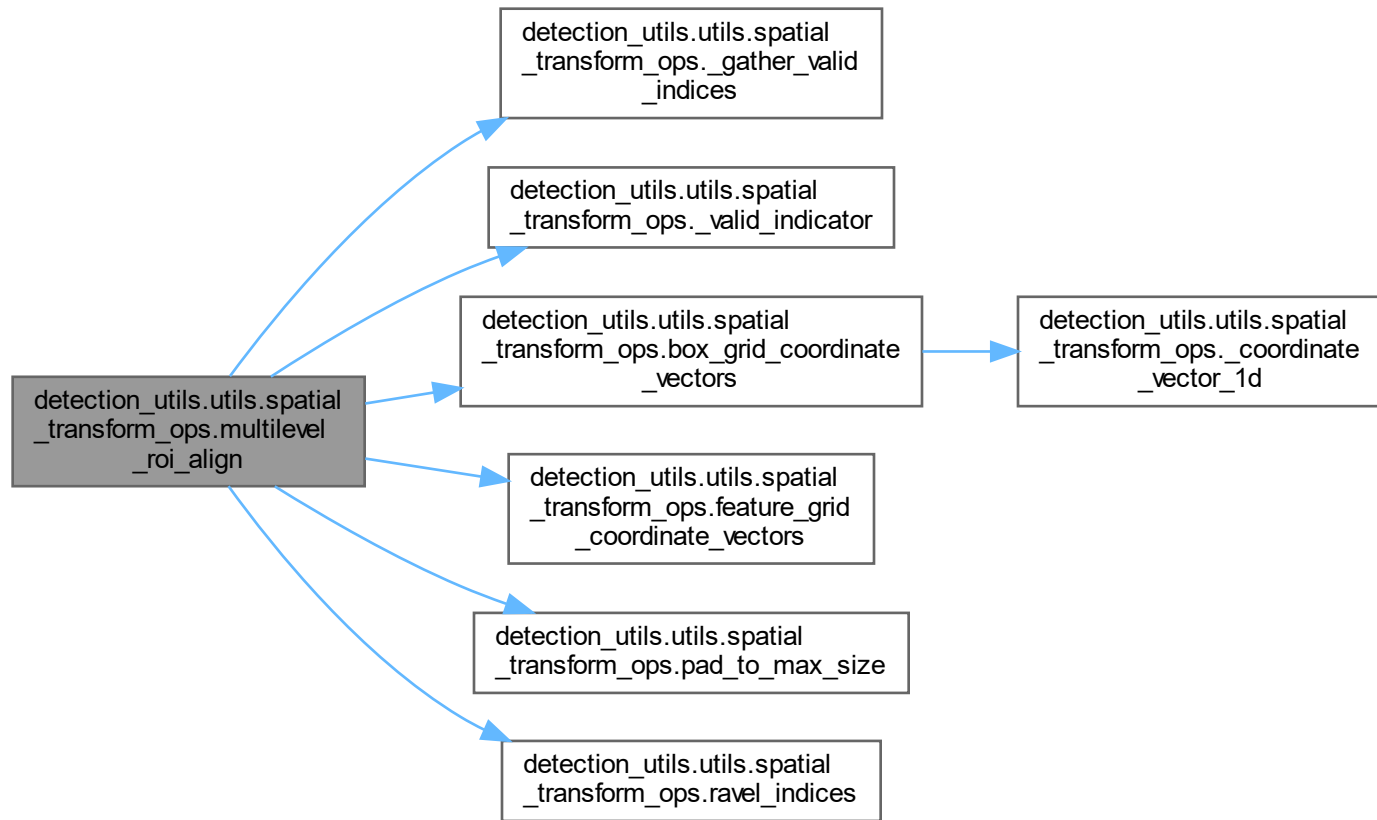 detection_utils.utils.spatial
_transform_ops._gather_valid
_indices
detection_utils.utils.spatial
_transform_ops._valid_indicator
detection_utils.utils.spatial
_transform_ops.box_grid_coordinate
_vectors
detection_utils.utils.spatial
_transform_ops._coordinate
_vector_1d
detection_utils.utils.spatial
_transform_ops.multilevel
_roi_align
detection_utils.utils.spatial
_transform_ops.feature_grid
_coordinate_vectors
detection_utils.utils.spatial
_transform_ops.pad_to_max_size
detection_utils.utils.spatial
_transform_ops.ravel_indices